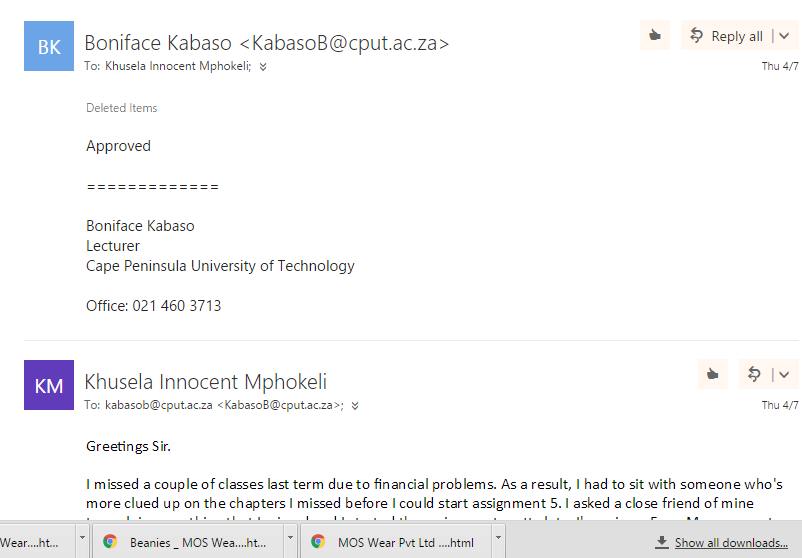 BK
Boniface Kabaso <KabasoB@cput.ac.za>
Reply all
To: Khusela Innocent Mphokeli;
Thu 4/7
Deleted Items
Approved
=============
Boniface Kabaso
Lecturer
Cape Peninsula University of Technology
Office: 021 460 3713
KM
Khusela Innocent Mphokeli
To: kabasob@cput.ac.za <KabasoB@cput.ac.za>;
Thu 4/7
Greetings Sir.
I missed a couple of classes last term due to financial problems. As a result, I had to sit with someone who's
more clued up on the chapters I missed before I could start assignment 5. I asked a close friend of mine
Wear....ht...
Beanies _ MOS Wea....ht...
MOS Wear Pvt Ltd ....html
Show all downloads...